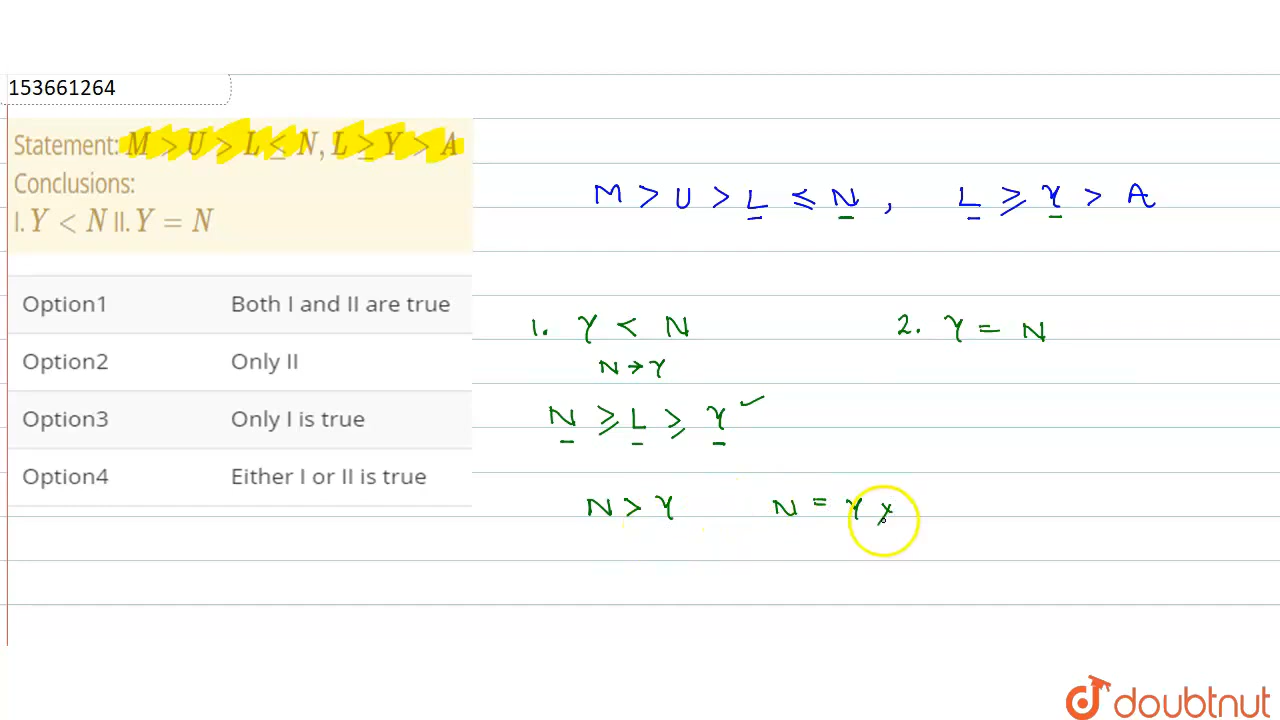 153661264
Statement: M > U > L ≤ N, L ≥ Y > A
Conclusions:
I. Y < N II. Y = N
Option1 Both I and II are true
Option2 Only II
Option3 Only I is true
Option4 Either I or II is true
M > U > L ≤ N , L ≥ Y > A
1. Y < N 2. Y = N
N → Y
N ≥ L ≥ Y ✓
N > Y N = Y ×
doubtnut